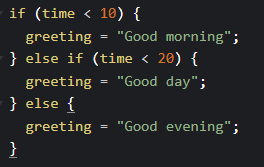 if (time < 10) {
  greeting = "Good morning";
} else if (time < 20) {
  greeting = "Good day";
} else {
  greeting = "Good evening";
}